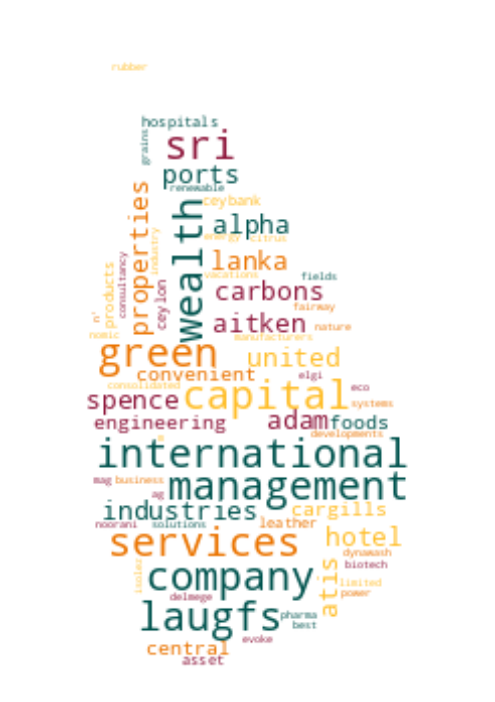 rubber
hospitals
grains
sri
ports
renewable
properties
wealth
ceybank
alpha
energy
citrus
industry
consultancy
lanka
vacations
products
ceylon
carbons
fields
fairway
n'
aitken
nature
nomic
manufacturers
green
united
convenient
elgi
consolidated
capital
eco
spence
systems
engineering
adam
foods
developments
international
mag
business
management
ag
industries
cargills
noorani
solutions
leather
services
hotel
dynawash
biotech
company
atis
limited
power
delmege
laugfs
pharma
best
evoke
central
asset